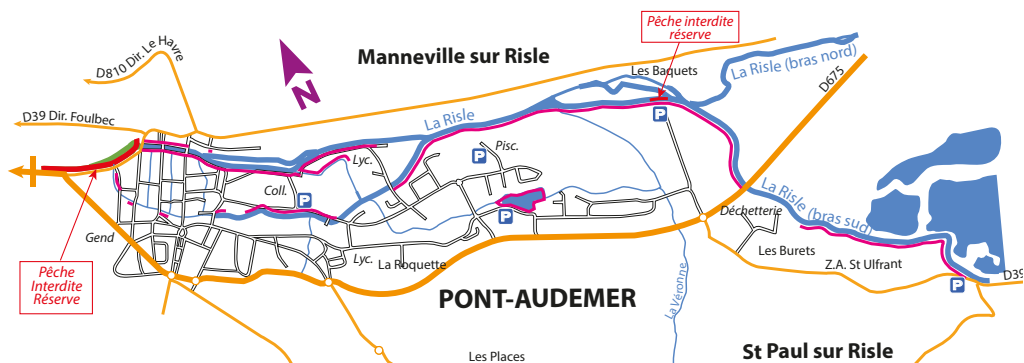 Pêche interdite
réserve
Manneville sur Risle
D810 Dir. Le Havre
N
Les Baquets
La Risle (bras nord)
D675
D39 Dir. Foulbec
La Risle
P
Lyc.
P
Pisc.
Coll.
P
P
La Risle (bras sud)
Déchetterie
Gend
Lyc.
La Roquette
Les Burets
Z.A. St Ulfrant
Pêche
Interdite
Réserve
PONT-AUDEMER
La Véronne
P
D39
Les Places
St Paul sur Risle